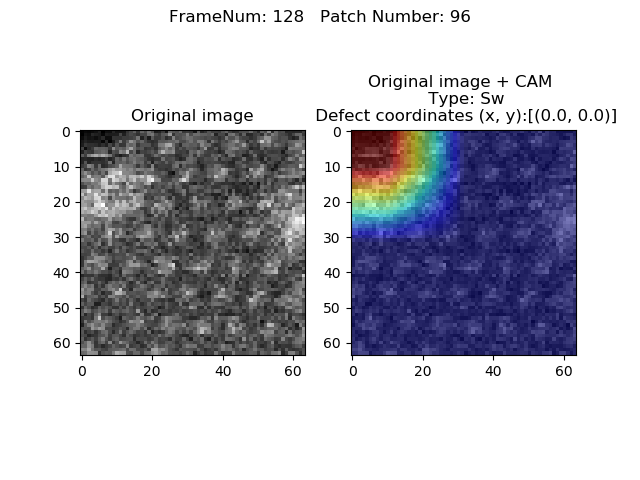 FrameNum: 128   Patch Number: 96
Original image
0
10
20
30
40
50
60
0 20 40 60
Original image + CAM
Type: Sw
Defect coordinates (x, y):[(0.0, 0.0)]
0
10
20
30
40
50
60
0 20 40 60